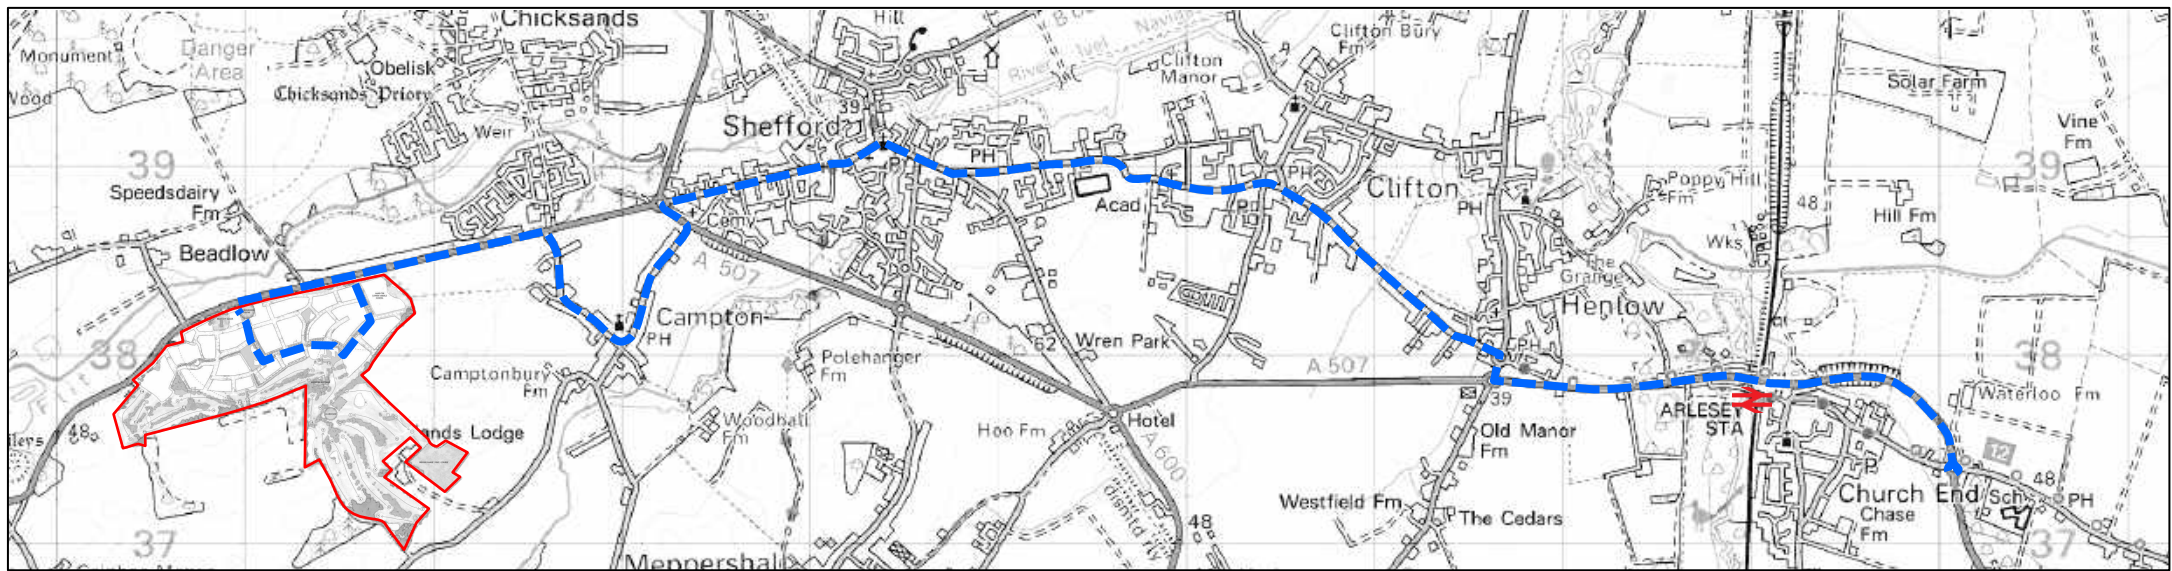 Chicksands
Hill
Monument
Danger
Area
Obelisk
Chicksands Priory
Wood
Weir
39
Shefford
River Ivel Naviga
B
Clifton
Manor
Clifton Bury
Fm
Solar Farm
Vine
Fm
39
39
Speedsdairy
Fm
Beadlow
Cemy
P
PH
Acad
PH
Clifton
PH
Poppy Hill
Fm
48
Hill Fm
Wks
The
Grange
Henlow
A 507
Campton
PH
38
Camptonbury
Fm
Polehanger
Fm
62
Wren Park
A 507
PH
38
Waterloo Fm
39
ARLESEY
STA
48
ands Lodge
Woodhall
Fm
Hoo Fm
Hotel
A 600
Old Manor
Fm
P
12
48
Church End
Sch
PH
Chase
Fm
Westfield Fm
The Cedars
48
37
Meppershal
37